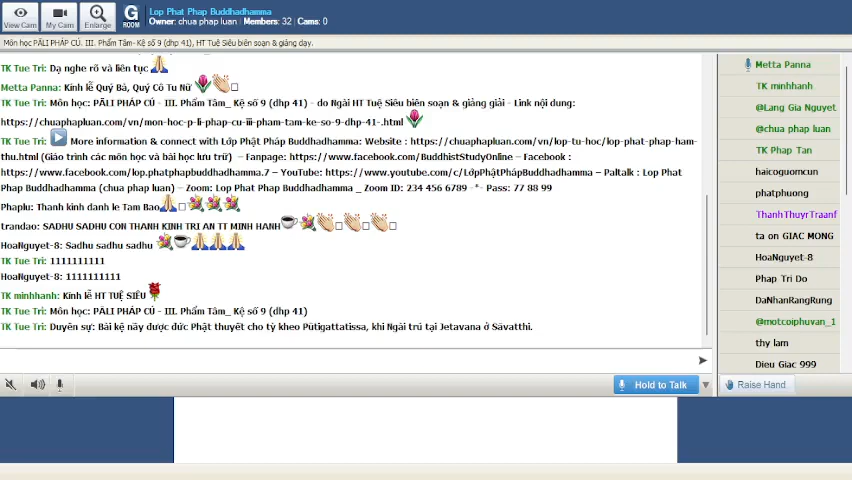 Lop Phat Phap Buddhadhamma
Owner: chua phap luan | Members: 32 | Cams: 0
View Cam
My Cam
Enlarge
G
ROOM
Môn học PĀLI PHÁP CÚ. III. Phẩm Tâm-Kệ số 9 (dhp 41), HT Tuệ Siêu biên soạn & giảng dạy.
TK Tue Tri: Dạ nghe rõ và liên tục
Metta Panna: Kính lễ Quý Bá, Quý Cô Tu Nữ
TK Tue Tri: Môn học: PĀLI PHÁP CÚ - III. Phẩm Tâm_ Kệ số 9 (dhp 41) - do Ngài HT Tuệ Siêu biên soạn & giảng giải - Link nội dung:
https://chuaphapluan.com/vn/mon-hoc-p-li-phap-cu-iii-pham-tam-ke-so-9-dhp-41-.html
TK Tue Tri: More information & connect with Lớp Phật Pháp Buddhadhamma: Website : https://chuaphapluan.com/vn/lop-tu-hoc/lop-phat-phap-ham-
thu.html (Giáo trình các môn học và bài học lưu trữ) – Fanpage: https://www.facebook.com/BuddhistStudyOnline – Facebook :
https://www.facebook.com/lop.phatphapbuddhadhamma.7 – YouTube: https://www.youtube.com/c/LớpPhậtPhápBuddhadhamma – Paltalk : Lop Phat
Phap Buddhadhamma (chua phap luan) – Zoom: Lop Phat Phap Buddhadhamma _ Zoom ID: 234 456 6789 -*- Pass: 77 88 99
Phaplu: Thanh kinh danh le Tam Bao
trandao: SADHU SADHU CON THANH KINH TRI AN TT MINH HANH
HoaNguyet-8: Sadhu sadhu sadhu
TK Tue Tri: 1111111111
HoaNguyet-8: 1111111111
TK minhhanh: Kính lễ HT TUỆ SIÊU
TK Tue Tri: Môn học: PĀLI PHÁP CÚ - III. Phẩm Tâm_ Kệ số 9 (dhp 41)
TK Tue Tri: Duyên sự: Bài kệ này được đức Phật thuyết cho tỳ kheo Pūtigattatissa, khi Ngài trú tại Jetavana ở Sāvatthi.
Hold to Talk
Metta Panna
TK minhhanh
@Lang Gia Nguyet
@chua phap luan
TK Phap Tan
haicoguomcun
phatphuong
ThanhThuyrTraanf
ta on GIAC MONG
HoaNguyet-8
Phap Tri Do
DaNhanRangRung
@motcoiphuvan_1
thy lam
Dieu Giac 999
Raise Hand